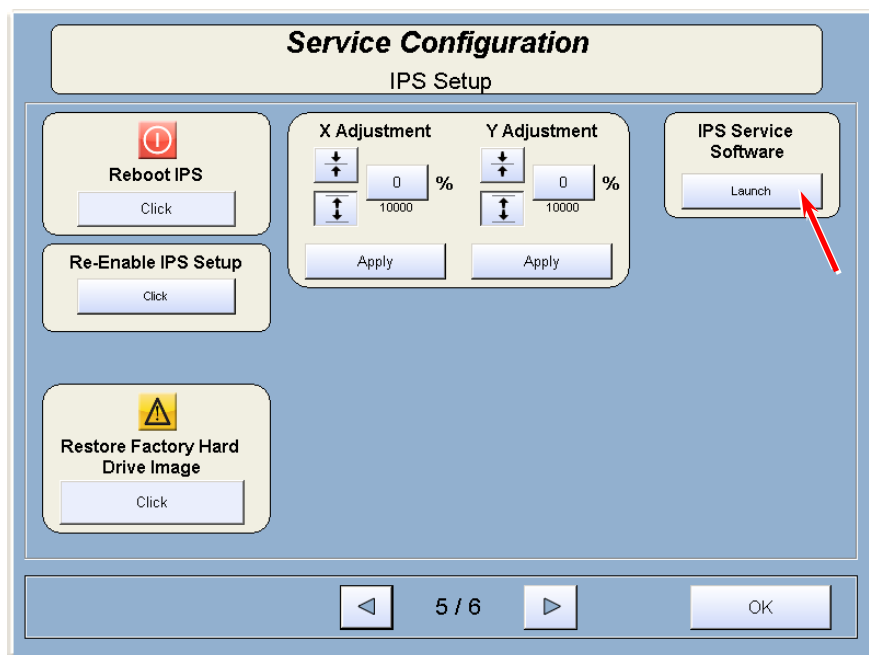 Service Configuration
IPS Setup
Reboot IPS
Click
Re-Enable IPS Setup
Click
Restore Factory Hard
Drive Image
Click
X Adjustment
0 %
10000
Apply
Y Adjustment
0 %
10000
Apply
IPS Service
Software
Launch
5 / 6
OK